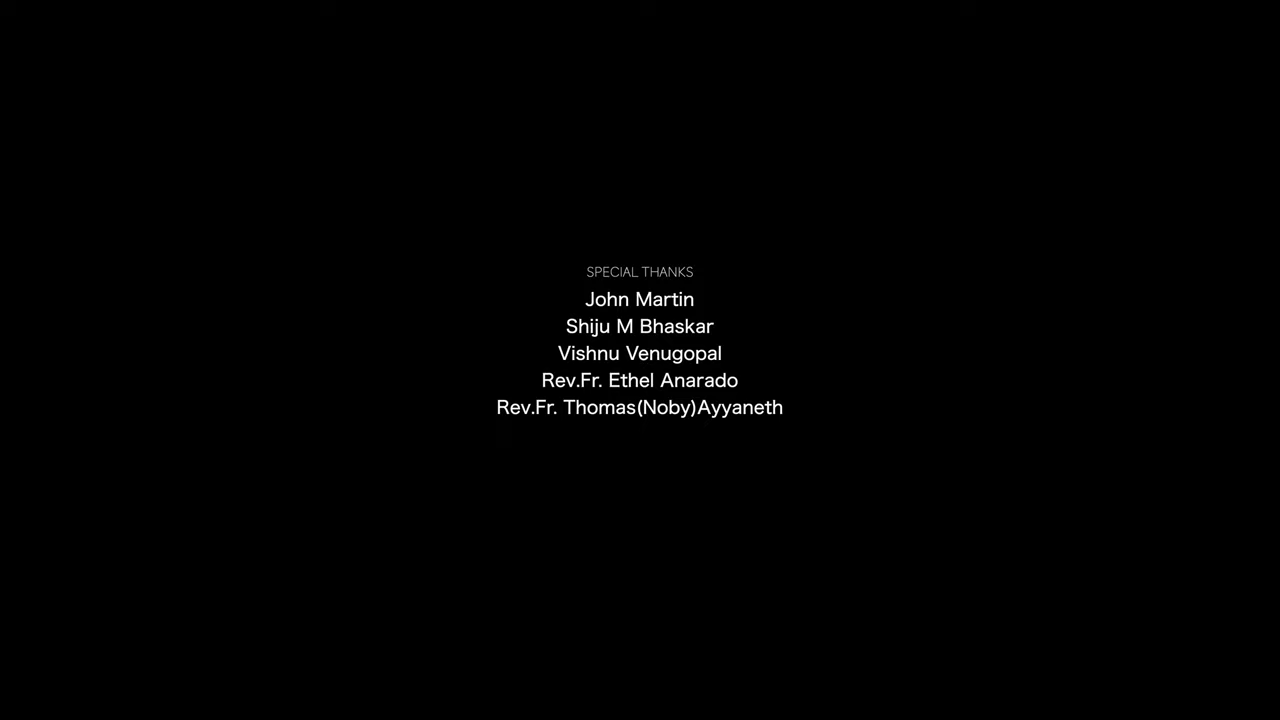 SPECIAL THANKS
John Martin
Shiju M Bhaskar
Vishnu Venugopal
Rev.Fr. Ethel Anarado
Rev.Fr. Thomas(Noby)Ayyaneth